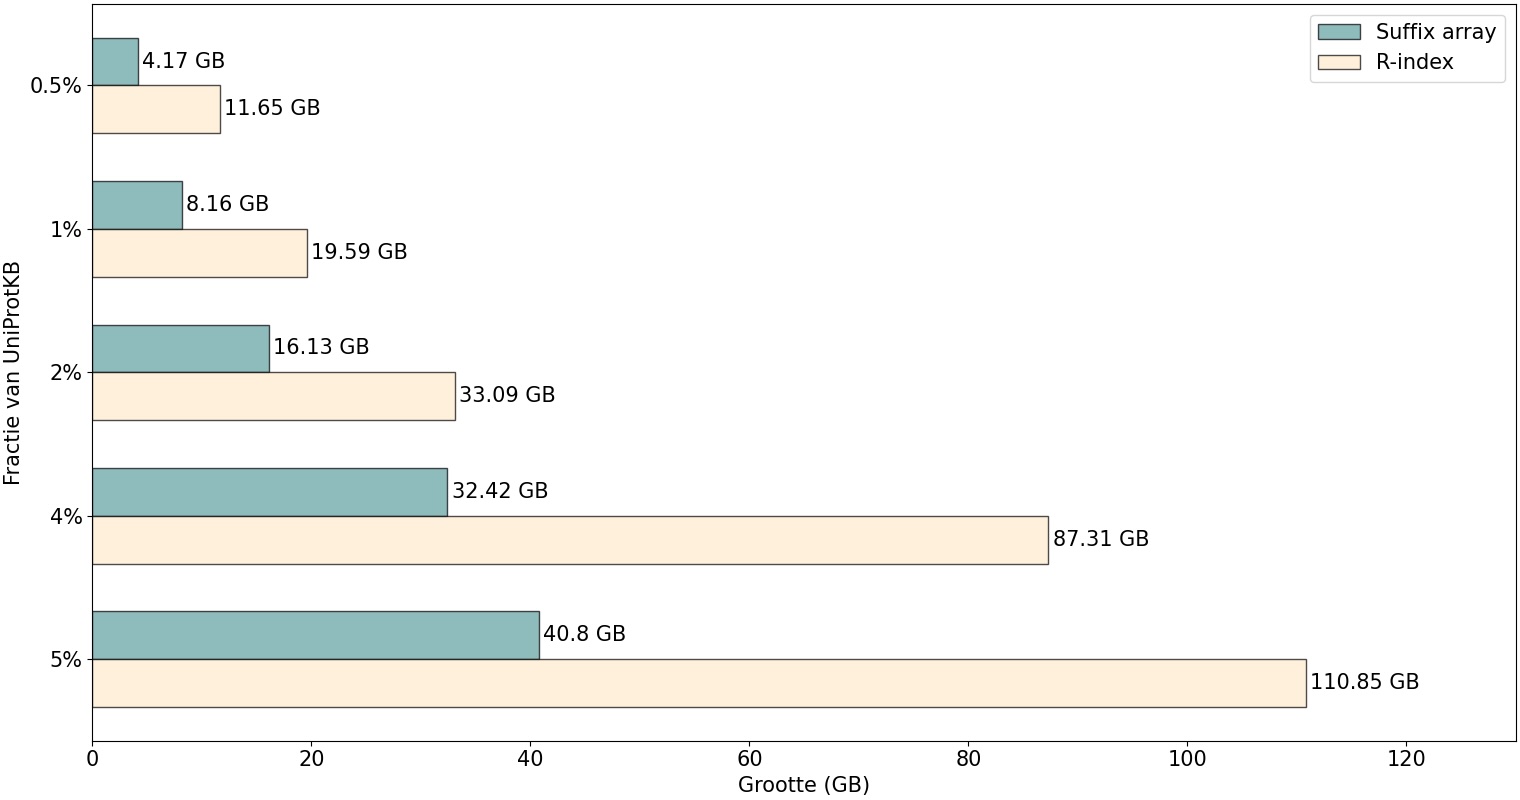 Suffix array
R-index
Fractie van UniProtKB
0.5%
4.17 GB
11.65 GB
1%
8.16 GB
19.59 GB
2%
16.13 GB
33.09 GB
4%
32.42 GB
87.31 GB
5%
40.8 GB
110.85 GB
0 20 40 60 80 100 120
Grootte (GB)